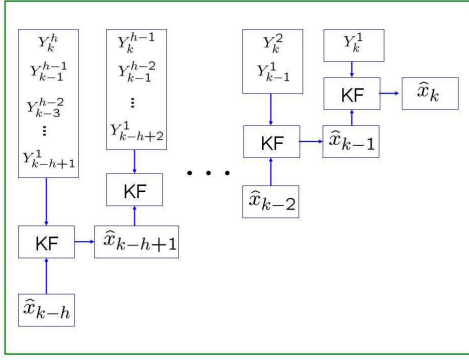 Y_k^h
Y_{k-1}^{h-1}
Y_{k-3}^{h-2}
⋮
Y_{k-h+1}^1
KF
x̂_{k-h}
Y_k^{h-1}
Y_{k-1}^{h-2}
⋮
Y_{k-h+2}^1
KF
x̂_{k-h+1}
• • •
Y_k^2
Y_{k-1}^1
KF
x̂_{k-2}
Y_k^1
KF
x̂_{k-1}
x̂_k